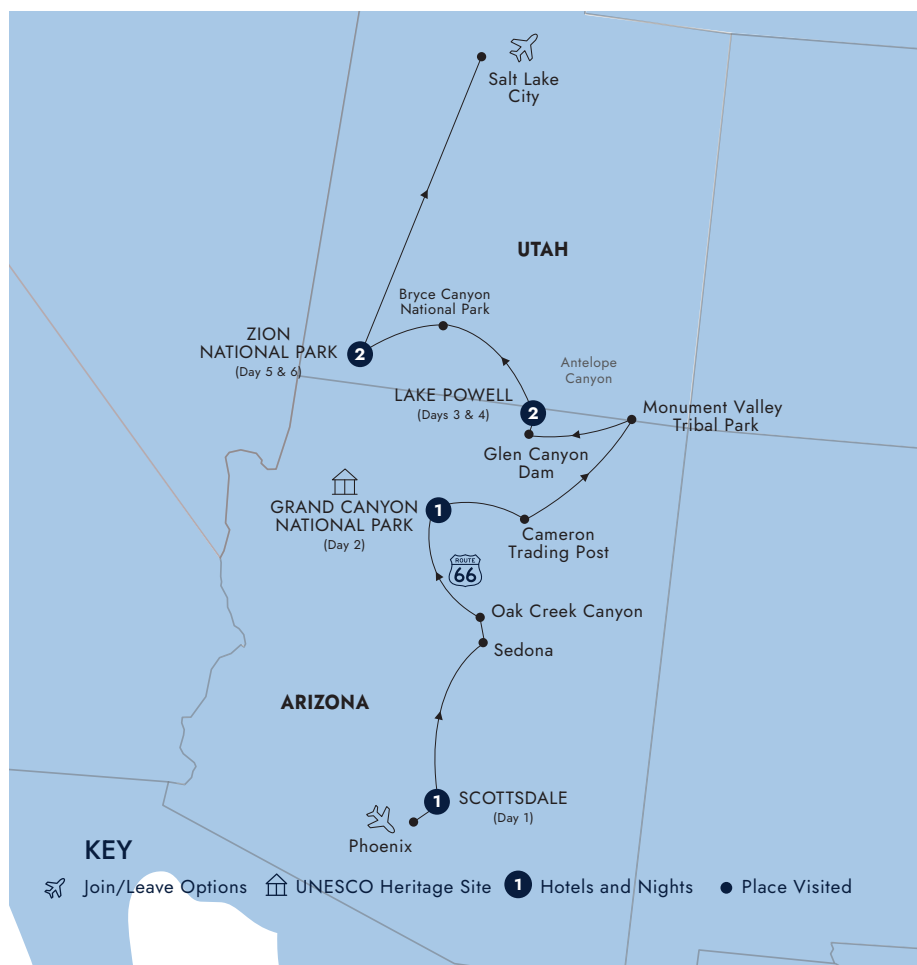 Salt Lake
City
UTAH
Bryce Canyon
National Park
ZION
NATIONAL PARK
(Day 5 & 6)
2
Antelope
Canyon
LAKE POWELL
(Days 3 & 4)
2
Monument Valley
Tribal Park
Glen Canyon
Dam
GRAND CANYON
NATIONAL PARK
(Day 2)
1
Cameron
Trading Post
ROUTE
66
Oak Creek Canyon
Sedona
ARIZONA
1
SCOTTSDALE
(Day 1)
Phoenix
KEY
Join/Leave Options
UNESCO Heritage Site
1
Hotels and Nights
Place Visited